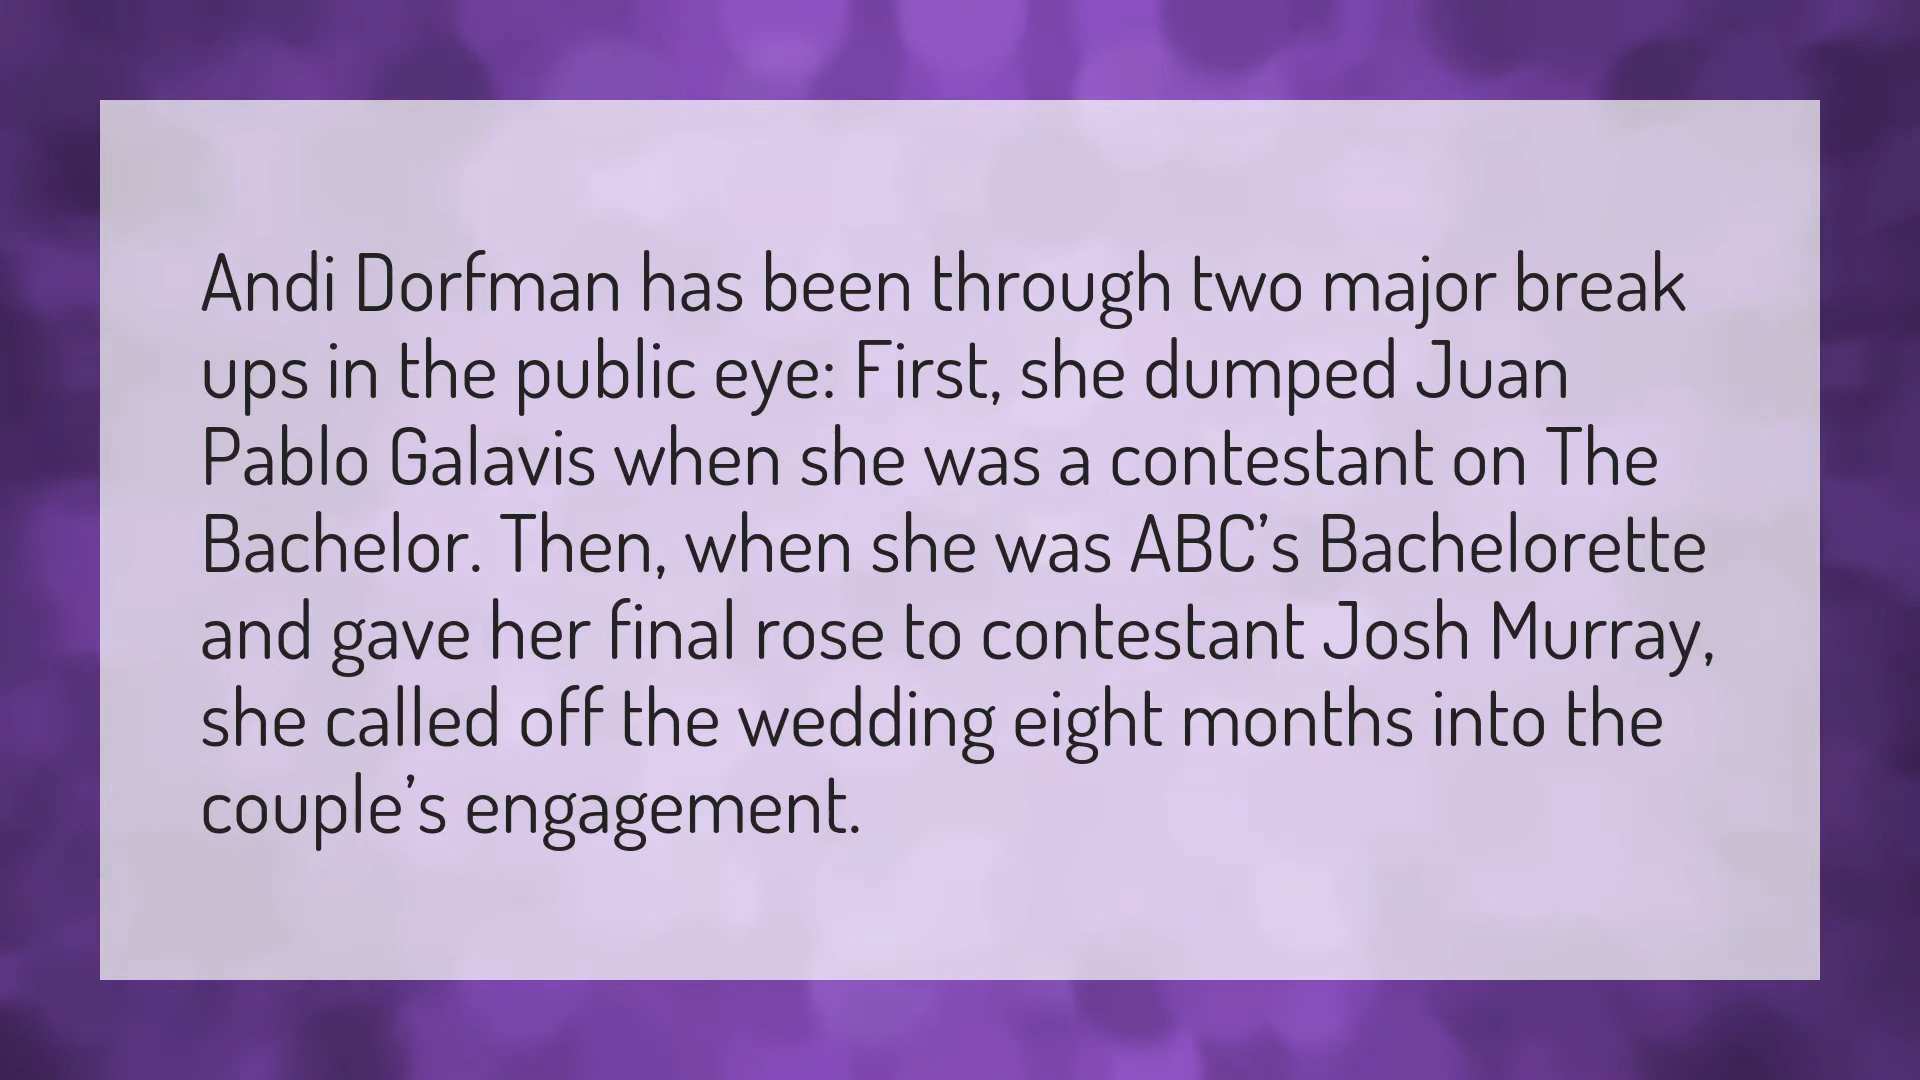 Andi Dorfman has been through two major break
ups in the public eye: First, she dumped Juan
Pablo Galavis when she was a contestant on The
Bachelor. Then, when she was ABC’s Bachelorette
and gave her final rose to contestant Josh Murray,
she called off the wedding eight months into the
couple’s engagement.